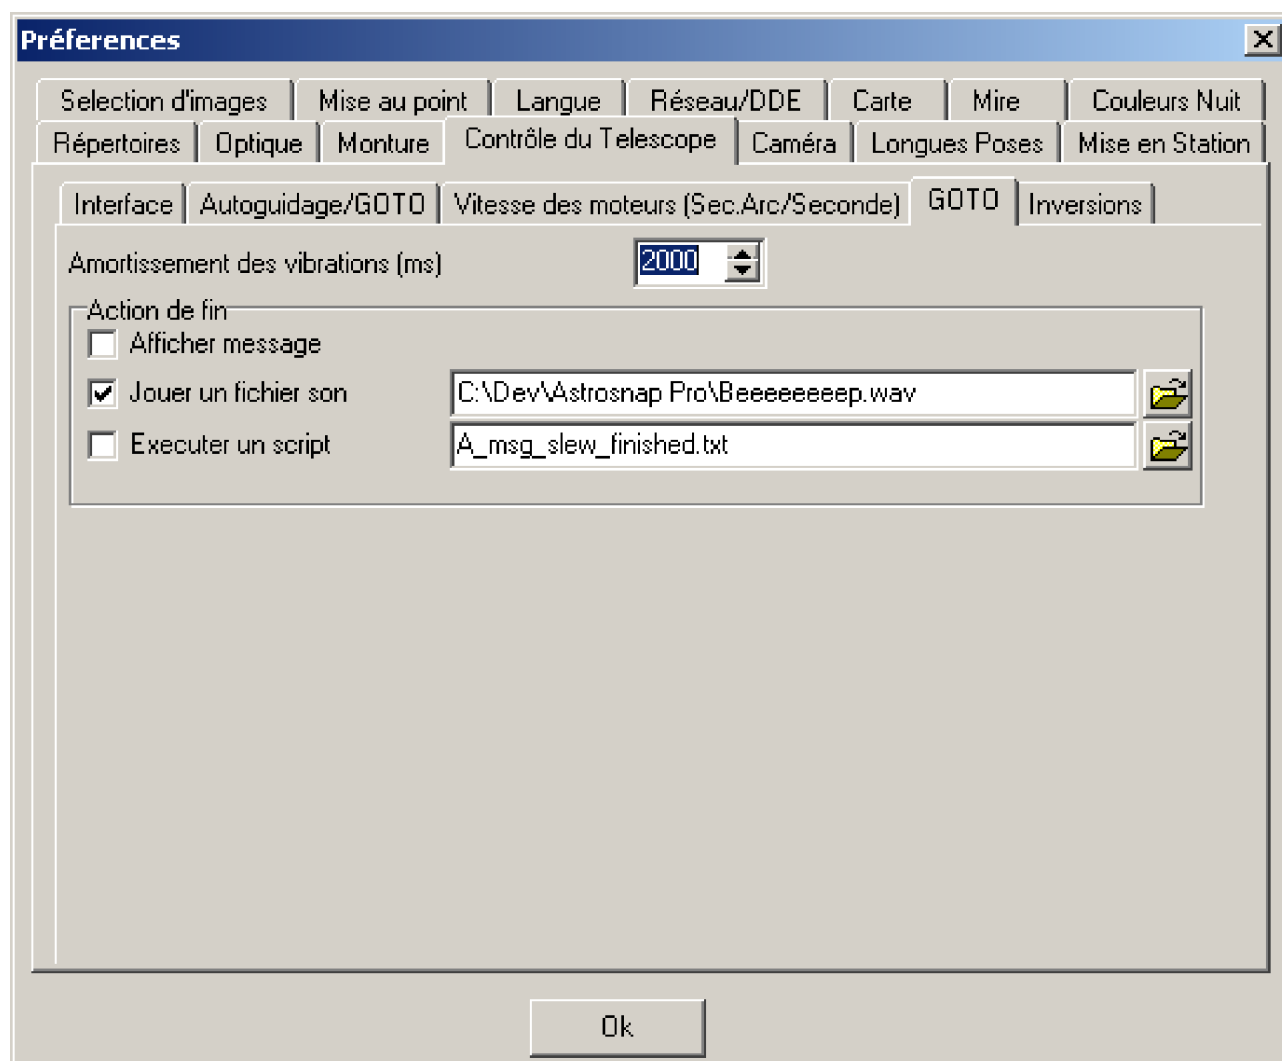 Préferences
Selection d'images Mise au point Langue Réseau/DDE Carte Mire Couleurs Nuit
Répertoires Optique Monture Contrôle du Telescope Caméra Longues Poses Mise en Station
Interface Autoguidage/GOTO Vitesse des moteurs (Sec.Arc/Seconde) GOTO Inversions
Amortissement des vibrations (ms) 2000
Action de fin
Afficher message
Jouer un fichier son C:\Dev\Astrosnap Pro\Beeeeeeeep.wav
Executer un script A_msg_slew_finished.txt
Ok